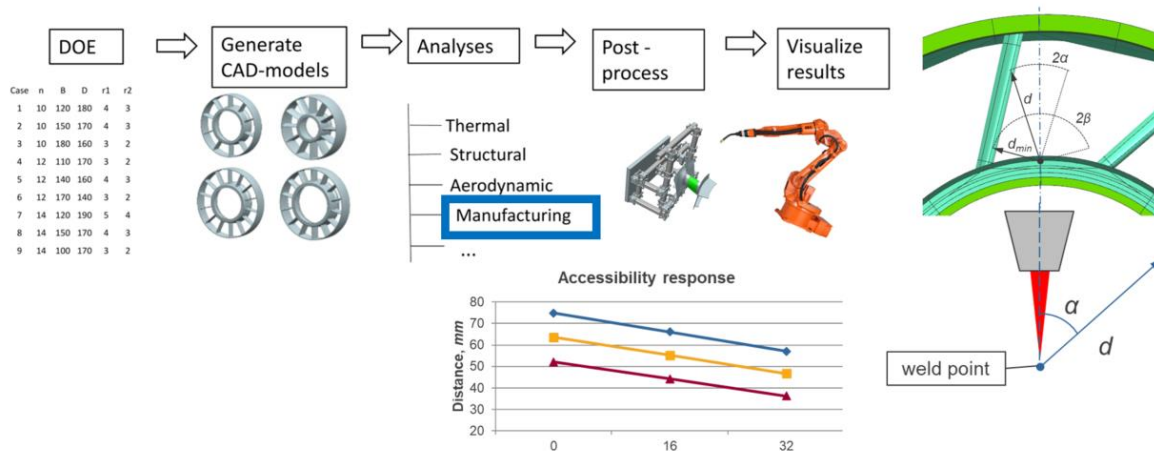 DOE
Generate
CAD-models
Analyses
Post -
process
Visualize
results
Case n B D r1 r2
1 10 120 180 4 3
2 10 150 170 4 3
3 10 180 160 3 2
4 12 110 170 3 2
5 12 140 160 4 3
6 12 170 140 3 2
7 14 120 190 5 4
8 14 150 170 4 3
9 14 100 170 3 2
Thermal
Structural
Aerodynamic
Manufacturing
...
2α
d
2β
dmin
α
d
weld point
Accessibility response
Distance, mm
80
70
60
50
40
30
20
0 16 32